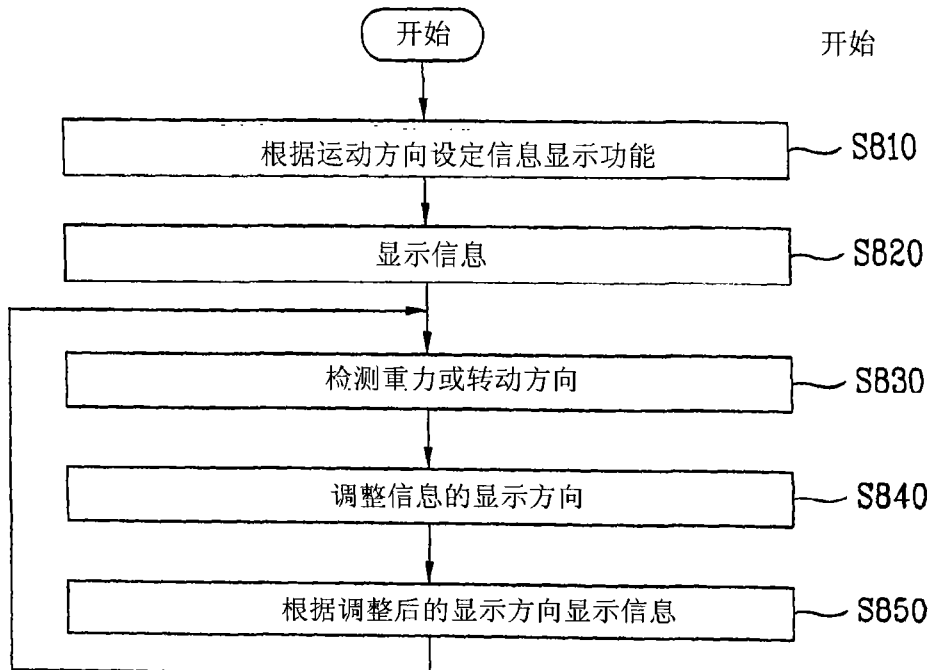 开始
开始
根据运动方向设定信息显示功能
S810
显示信息
S820
检测重力或转动方向
S830
调整信息的显示方向
S840
根据调整后的显示方向显示信息
S850